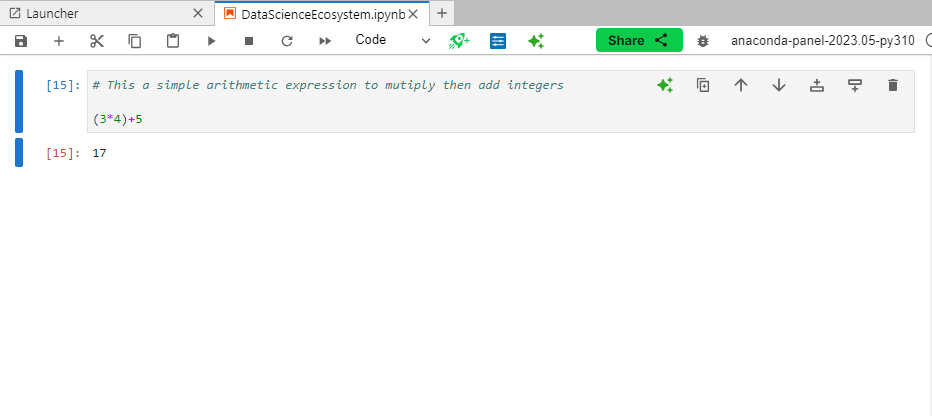 Launcher
DataScienceEcosystem.ipynb
Code
Share
anaconda-panel-2023.05-py310
[15]: # This a simple arithmetic expression to mutiply then add integers
(3*4)+5
[15]: 17